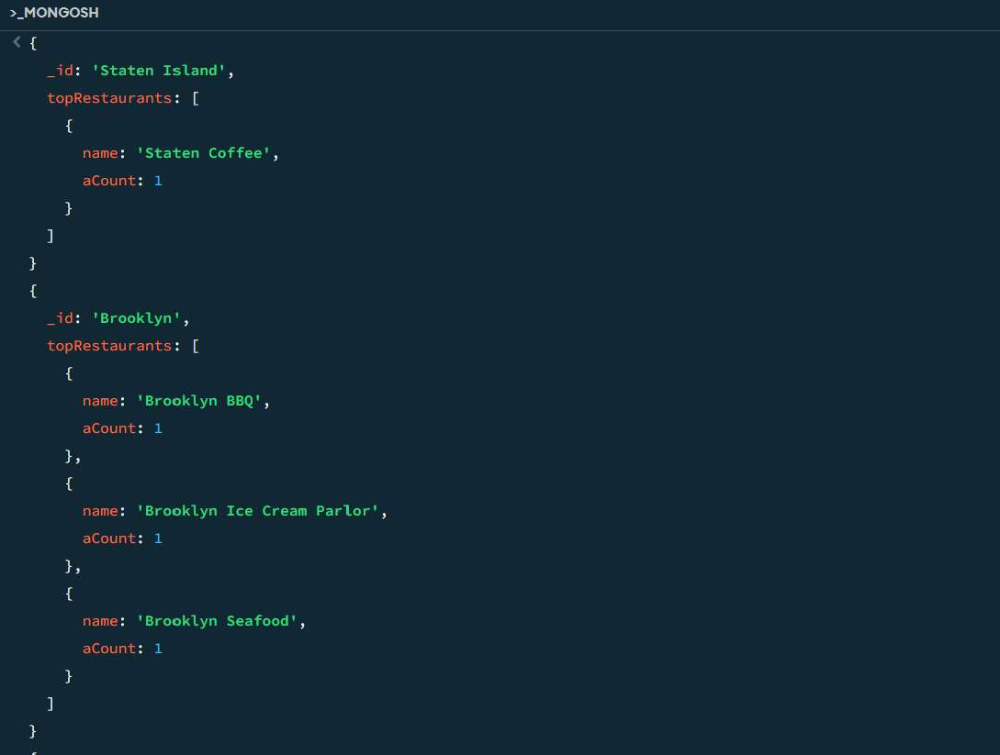 >_MONGOSH
< {
_id: 'Staten Island',
topRestaurants: [
{
name: 'Staten Coffee',
aCount: 1
}
]
}
{
_id: 'Brooklyn',
topRestaurants: [
{
name: 'Brooklyn BBQ',
aCount: 1
},
{
name: 'Brooklyn Ice Cream Parlor',
aCount: 1
},
{
name: 'Brooklyn Seafood',
aCount: 1
}
]
}